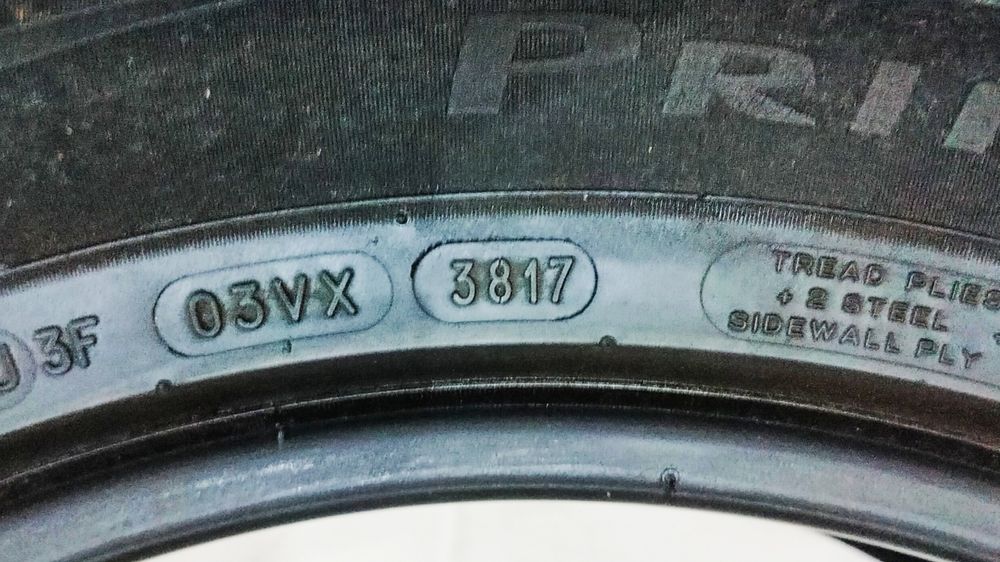 PRI
3F
03VX
3817
TREAD PLIES
+ 2 STEEL
SIDEWALL PLY